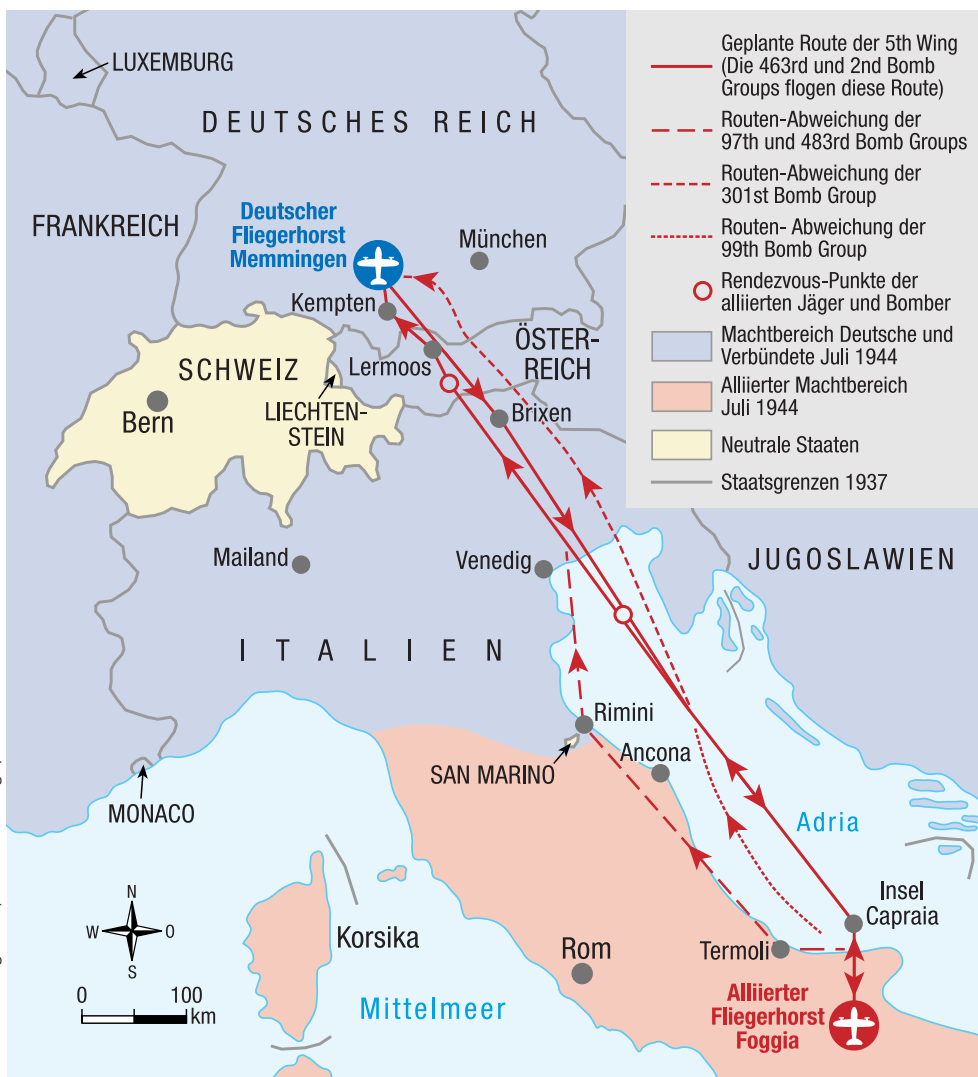 LUXEMBURG
DEUTSCHES REICH
FRANKREICH
Deutscher
Fliegerhorst
Memmingen
München
Kempten
ÖSTER-
REICH
SCHWEIZ
Lermoos
LIECHTEN-
STEIN
Bern
Brixen
Mailand
Venedig
JUGOSLAWIEN
ITALIEN
Rimini
Ancona
SAN MARINO
MONACO
Adria
Insel
Capraia
Korsika
Rom
Termoli
Mittelmeer
Alliierter
Fliegerhorst
Foggia
N
W
O
S
0
100
km
Geplante Route der 5th Wing
(Die 463rd und 2nd Bomb
Groups flogen diese Route)
Routen-Abweichung der
97th und 483rd Bomb Groups
Routen-Abweichung der
301st Bomb Group
Routen- Abweichung der
99th Bomb Group
Rendezvous-Punkte der
alliierten Jäger und Bomber
Machtbereich Deutsche und
Verbündete Juli 1944
Alliierter Machtbereich
Juli 1944
Neutrale Staaten
Staatsgrenzen 1937